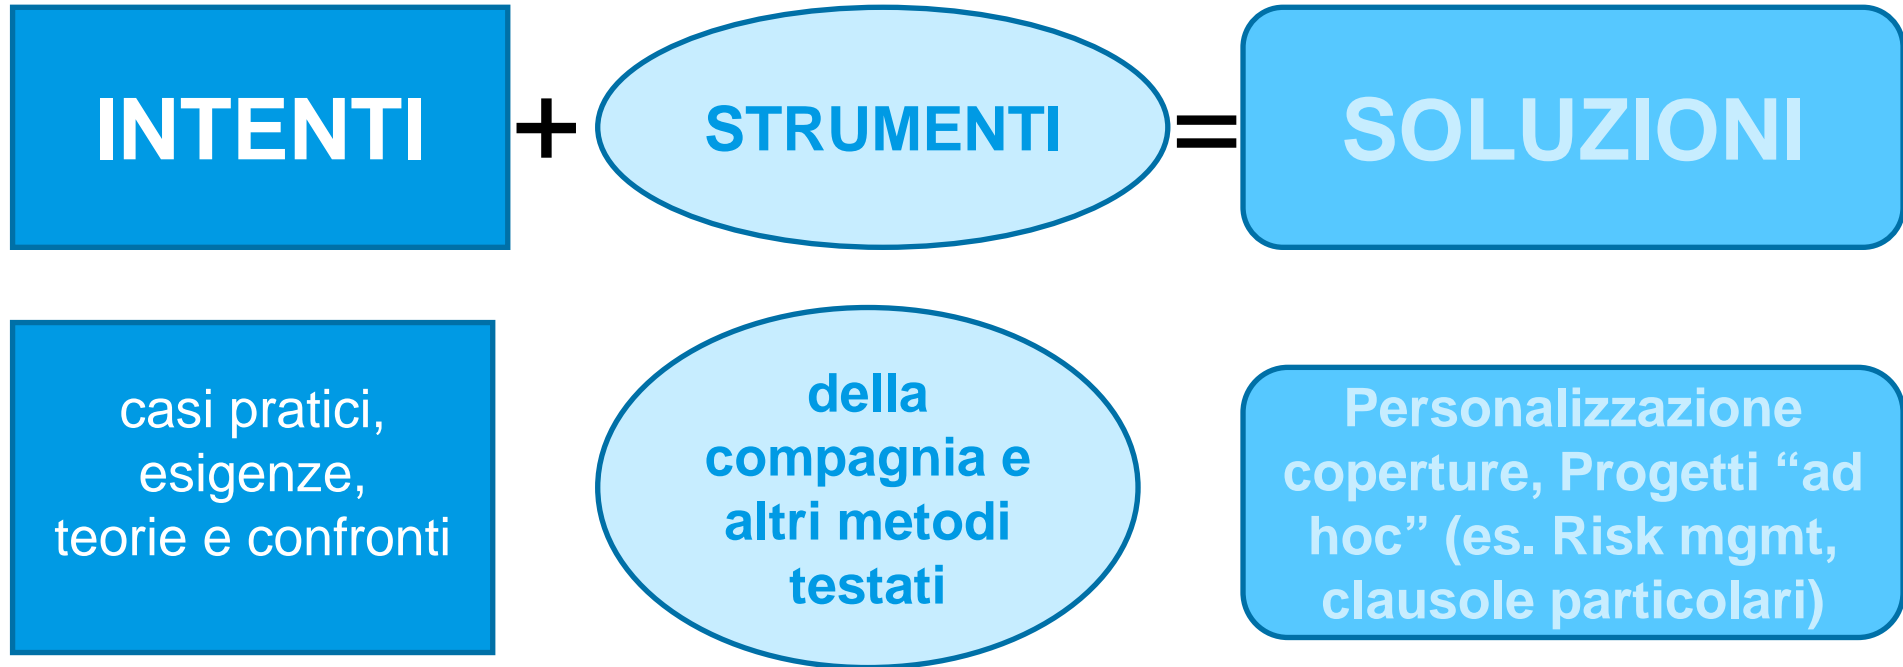 INTENTI + STRUMENTI = SOLUZIONI
casi pratici,
esigenze,
teorie e confronti
della
compagnia e
altri metodi
testati
Personalizzazione
coperture, Progetti “ad
hoc” (es. Risk mgmt,
clausole particolari)